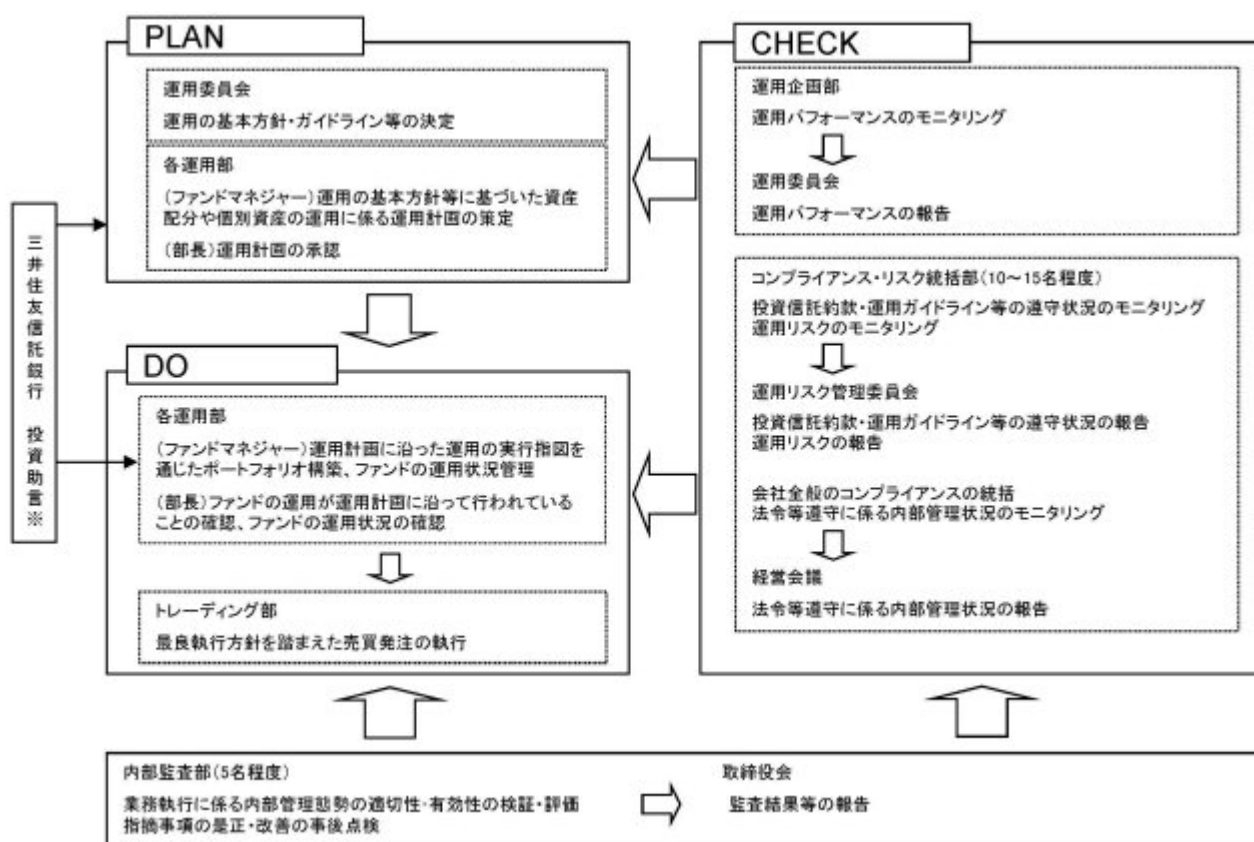 PLAN
運用委員会
運用の基本方針・ガイドライン等の決定
各運用部
(ファンドマネジャー)運用の基本方針等に基づいた資産
配分や個別資産の運用に係る運用計画の策定
(部長)運用計画の承認
三井住友信託銀行 投資助言※
DO
各運用部
(ファンドマネジャー)運用計画に沿った運用の実行指図を
通じたポートフォリオ構築、ファンドの運用状況管理
(部長)ファンドの運用が運用計画に沿って行われている
ことの確認、ファンドの運用状況の確認
トレーディング部
最良執行方針を踏まえた売買発注の執行
CHECK
運用企画部
運用パフォーマンスのモニタリング
運用委員会
運用パフォーマンスの報告
コンプライアンス・リスク統括部(10～15名程度)
投資信託約款・運用ガイドライン等の遵守状況のモニタリング
運用リスクのモニタリング
運用リスク管理委員会
投資信託約款・運用ガイドライン等の遵守状況の報告
運用リスクの報告
会社全般のコンプライアンスの統括
法令等遵守に係る内部管理状況のモニタリング
経営会議
法令等遵守に係る内部管理状況の報告
内部監査部(5名程度)
業務執行に係る内部管理態勢の適切性・有効性の検証・評価
指摘事項の是正・改善の事後点検
取締役会
監査結果等の報告